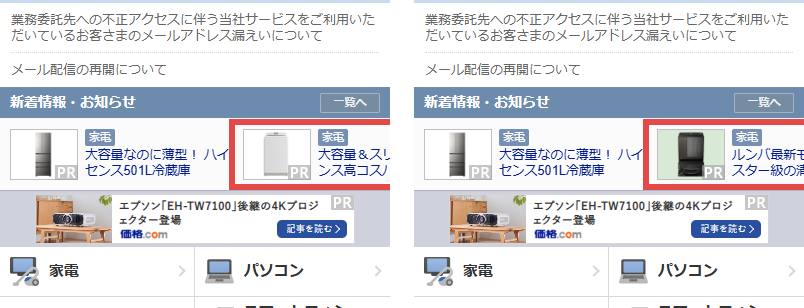 業務委託先への不正アクセスに伴う当社サービスをご利用いた
だいているお客さまのメールアドレス漏えいについて
メール配信の再開について
新着情報・お知らせ
一覧へ
PR
家電
大容量なのに薄型！ ハイ
センス501L冷蔵庫
PR
家電
大容量＆スリ
ンス高コスパ
エプソン｢EH-TW7100｣後継の4Kプロジ
ェクター登場
PR
価格.com
記事を読む
家電
パソコン
業務委託先への不正アクセスに伴う当社サービスをご利用いた
だいているお客さまのメールアドレス漏えいについて
メール配信の再開について
新着情報・お知らせ
一覧へ
PR
家電
大容量なのに薄型！ ハイ
センス501L冷蔵庫
PR
家電
ルンバ最新モ
スター級の清
エプソン｢EH-TW7100｣後継の4Kプロジ
ェクター登場
PR
価格.com
記事を読む
家電
パソコン